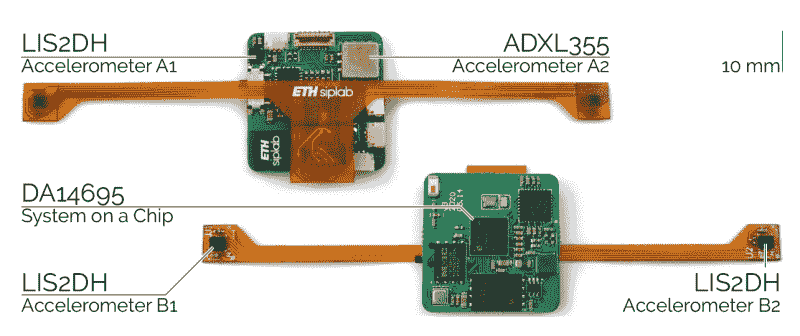 LIS2DH
Accelerometer A1
ADXL355
Accelerometer A2
10 mm
ETH siplab
ETH
siplab
DA14695
System on a Chip
LIS2DH
Accelerometer B1
LIS2DH
Accelerometer B2